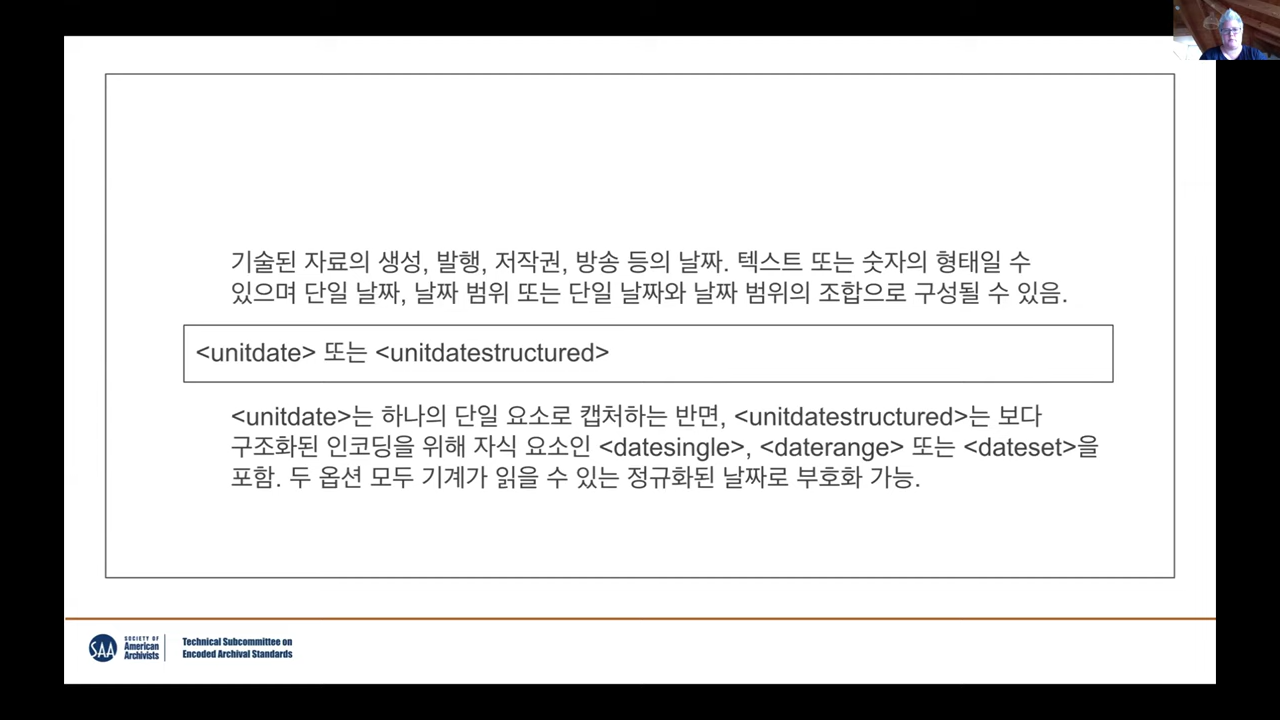 기술된 자료의 생성, 발행, 저작권, 방송 등의 날짜. 텍스트 또는 숫자의 형태일 수
있으며 단일 날짜, 날짜 범위 또는 단일 날짜와 날짜 범위의 조합으로 구성될 수 있음.
<unitdate> 또는 <unitdatestructured>
<unitdate>는 하나의 단일 요소로 캡처하는 반면, <unitdatestructured>는 보다
구조화된 인코딩을 위해 자식 요소인 <datesingle>, <daterange> 또는 <dateset>을
포함. 두 옵션 모두 기계가 읽을 수 있는 정규화된 날짜로 부호화 가능.
SAA
SOCIETY OF
American
Archivists
Technical Subcommittee on
Encoded Archival Standards